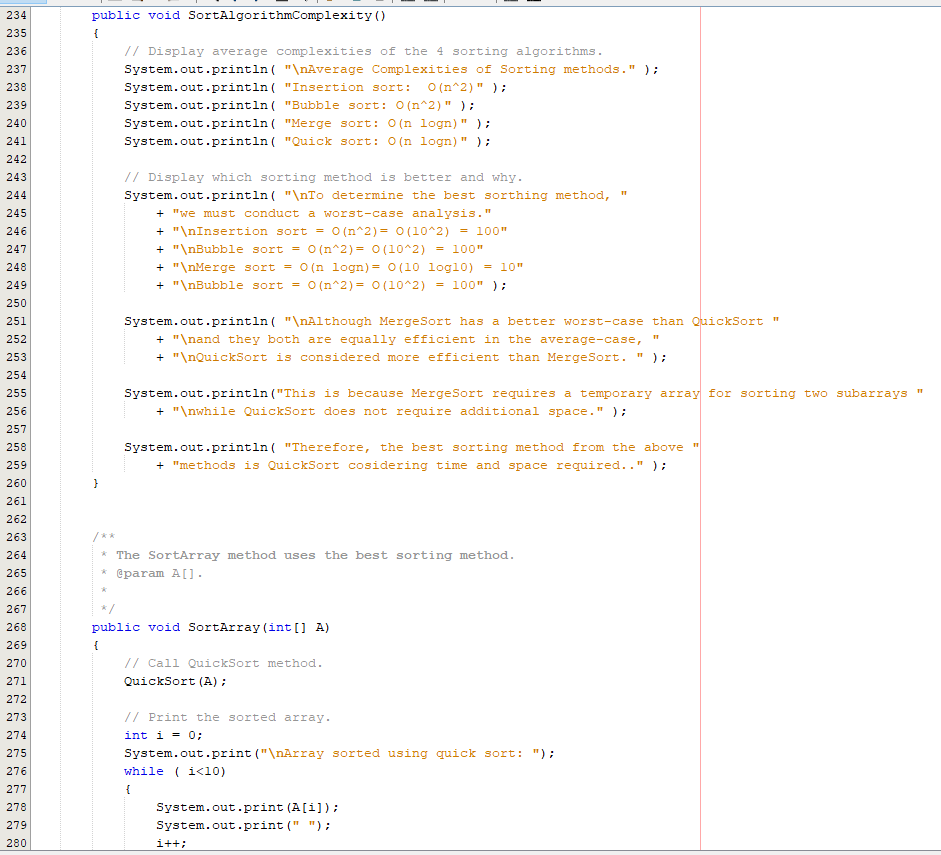 234 public void SortAlgorithmComplexity()
235 {
236 // Display average complexities of the 4 sorting algorithms.
237 System.out.println( "\nAverage Complexities of Sorting methods." );
238 System.out.println( "Insertion sort:  O(n^2)" );
239 System.out.println( "Bubble sort: O(n^2)" );
240 System.out.println( "Merge sort: O(n logn)" );
241 System.out.println( "Quick sort: O(n logn)" );
242
243 // Display which sorting method is better and why.
244 System.out.println( "\nTo determine the best sorthing method, "
245 + "we must conduct a worst-case analysis."
246 + "\nInsertion sort = O(n^2)= O(10^2) = 100"
247 + "\nBubble sort = O(n^2)= O(10^2) = 100"
248 + "\nMerge sort = O(n logn)= O(10 log10) = 10"
249 + "\nBubble sort = O(n^2)= O(10^2) = 100" );
250
251 System.out.println( "\nAlthough MergeSort has a better worst-case than QuickSort "
252 + "\nand they both are equally efficient in the average-case, "
253 + "\nQuickSort is considered more efficient than MergeSort. " );
254
255 System.out.println("This is because MergeSort requires a temporary array for sorting two subarrays "
256 + "\nwhile QuickSort does not require additional space." );
257
258 System.out.println( "Therefore, the best sorting method from the above "
259 + "methods is QuickSort cosidering time and space required.." );
260 }
261
262
263 /**
264 * The SortArray method uses the best sorting method.
265 * @param A[].
266 *
267 */
268 public void SortArray(int[] A)
269 {
270 // Call QuickSort method.
271 QuickSort(A);
272
273 // Print the sorted array.
274 int i = 0;
275 System.out.print("\nArray sorted using quick sort: ");
276 while ( i<10)
277 {
278 System.out.print(A[i]);
279 System.out.print(" ");
280 i++;